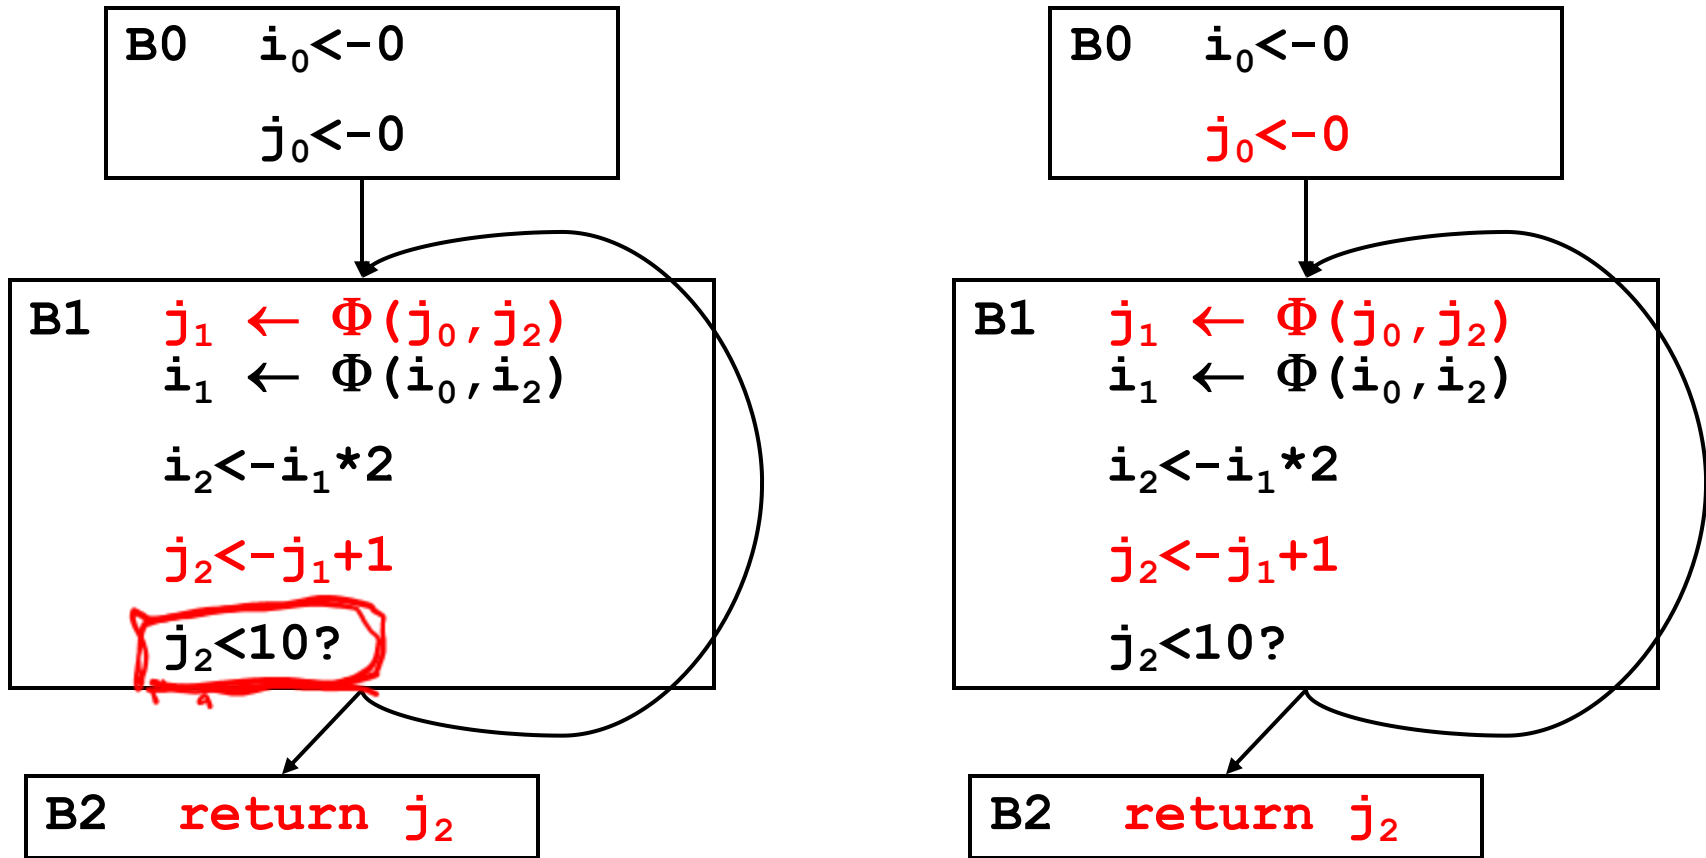 B0 i₀<-0
j₀<-0
B1 j₁ ← Φ(j₀,j₂)
i₁ ← Φ(i₀,i₂)
i₂<-i₁*2
j₂<-j₁+1
j₂<10?
B2 return j₂
B0 i₀<-0
j₀<-0
B1 j₁ ← Φ(j₀,j₂)
i₁ ← Φ(i₀,i₂)
i₂<-i₁*2
j₂<-j₁+1
j₂<10?
B2 return j₂